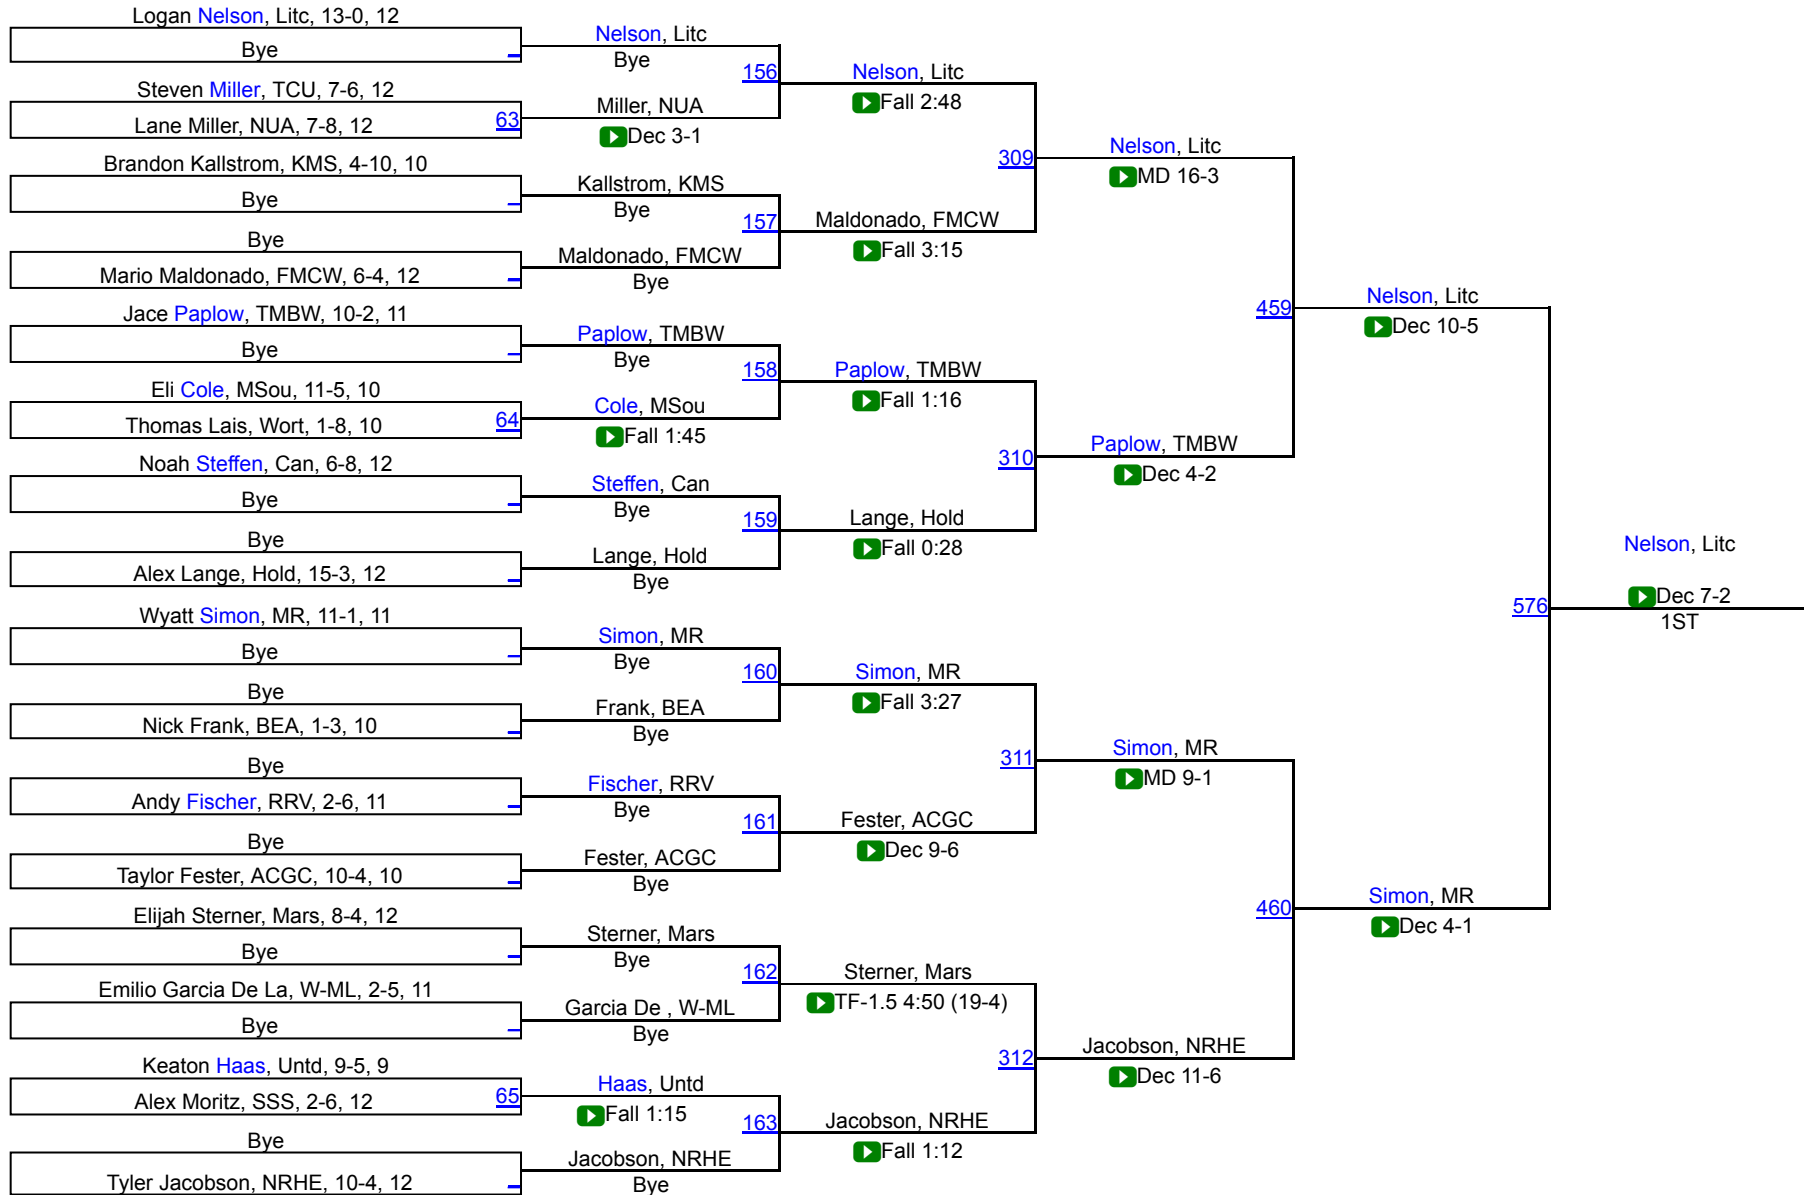 Logan Nelson, Litc, 13-0, 12
Bye
Steven Miller, TCU, 7-6, 12
Lane Miller, NUA, 7-8, 12
63
Brandon Kallstrom, KMS, 4-10, 10
Bye
Bye
Mario Maldonado, FMCW, 6-4, 12
Jace Paplow, TMBW, 10-2, 11
Bye
Eli Cole, MSou, 11-5, 10
Thomas Lais, Wort, 1-8, 10
64
Noah Steffen, Can, 6-8, 12
Bye
Bye
Alex Lange, Hold, 15-3, 12
Wyatt Simon, MR, 11-1, 11
Bye
Bye
Nick Frank, BEA, 1-3, 10
Bye
Andy Fischer, RRV, 2-6, 11
Bye
Taylor Fester, ACGC, 10-4, 10
Elijah Sterner, Mars, 8-4, 12
Bye
Emilio Garcia De La, W-ML, 2-5, 11
Bye
Keaton Haas, Untd, 9-5, 9
Alex Moritz, SSS, 2-6, 12
65
Bye
Tyler Jacobson, NRHE, 10-4, 12
Nelson, Litc
Bye
156
Miller, NUA
Dec 3-1
Kallstrom, KMS
Bye
157
Maldonado, FMCW
Bye
Paplow, TMBW
Bye
158
Cole, MSou
Fall 1:45
Steffen, Can
Bye
159
Lange, Hold
Bye
Simon, MR
Bye
160
Frank, BEA
Bye
Fischer, RRV
Bye
161
Fester, ACGC
Bye
Sterner, Mars
Bye
162
Garcia De , W-ML
Bye
Haas, Untd
Fall 1:15
163
Jacobson, NRHE
Bye
Nelson, Litc
Fall 2:48
309
Maldonado, FMCW
Fall 3:15
Paplow, TMBW
Fall 1:16
310
Lange, Hold
Fall 0:28
Simon, MR
Fall 3:27
311
Fester, ACGC
Dec 9-6
Sterner, Mars
TF-1.5 4:50 (19-4)
312
Jacobson, NRHE
Fall 1:12
Nelson, Litc
MD 16-3
459
Paplow, TMBW
Dec 4-2
Simon, MR
MD 9-1
460
Jacobson, NRHE
Dec 11-6
Nelson, Litc
Dec 10-5
576
Simon, MR
Dec 4-1
Nelson, Litc
Dec 7-2
1ST